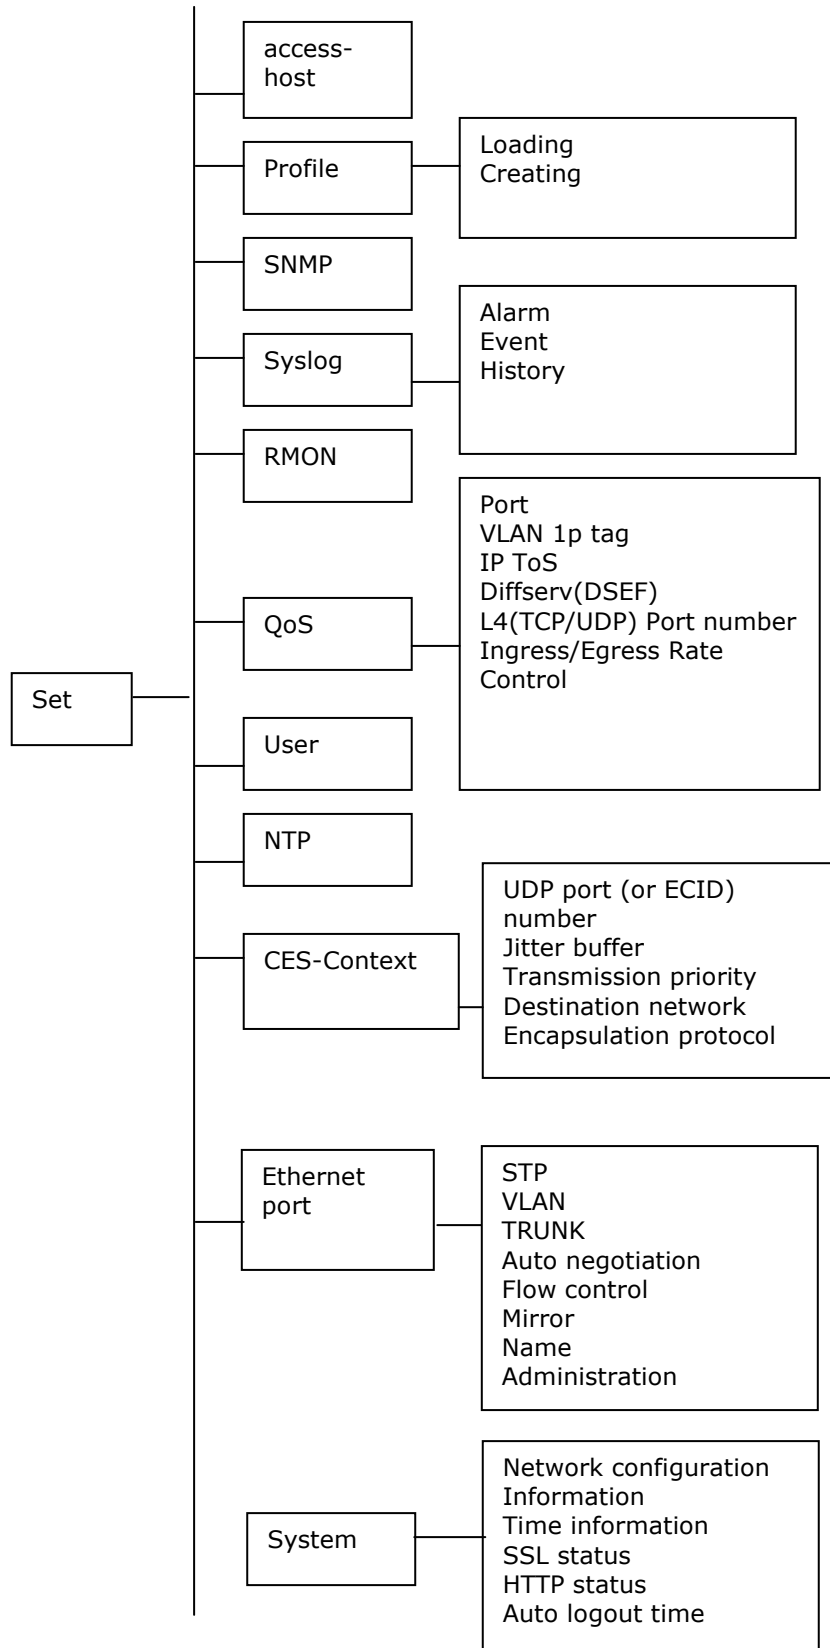 access-
host
Profile
Loading
Creating
SNMP
Syslog
Alarm
Event
History
RMON
QoS
Port
VLAN 1p tag
IP ToS
Diffserv(DSEF)
L4(TCP/UDP) Port number
Ingress/Egress Rate
Control
Set
User
NTP
CES-Context
UDP port (or ECID)
number
Jitter buffer
Transmission priority
Destination network
Encapsulation protocol
Ethernet
port
STP
VLAN
TRUNK
Auto negotiation
Flow control
Mirror
Name
Administration
System
Network configuration
Information
Time information
SSL status
HTTP status
Auto logout time